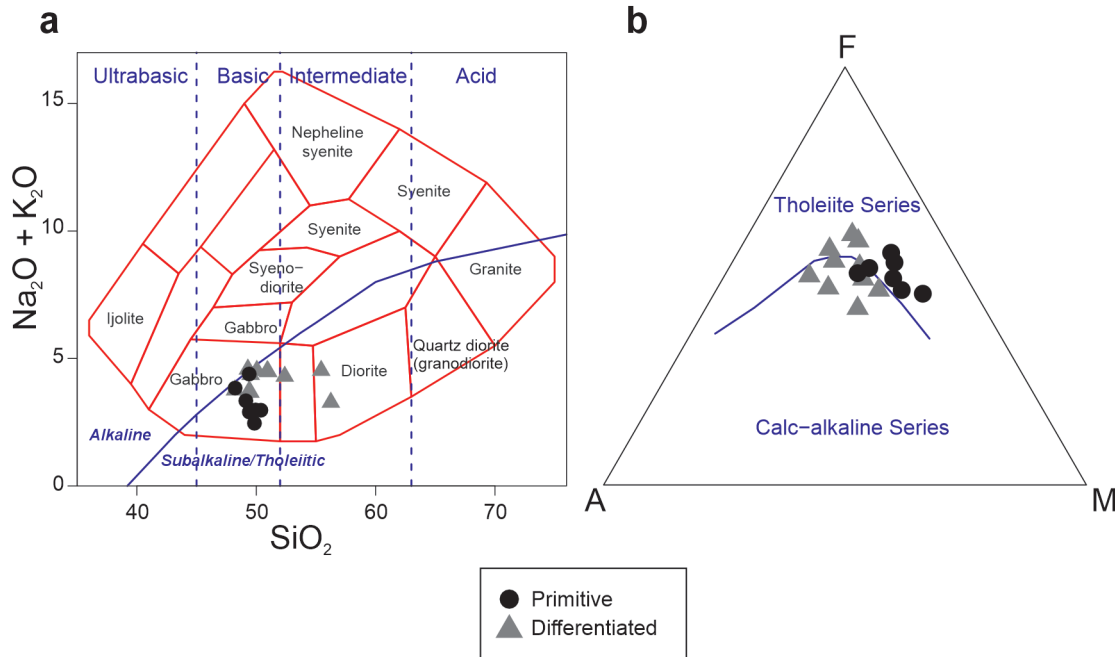 a
Ultrabasic
Basic
Intermediate
Acid
15
10
5
0
Na₂O + K₂O
Nepheline
syenite
Syenite
Syenite
Syeno−
diorite
Granite
Ijolite
Gabbro
Gabbro
Diorite
Quartz diorite
(granodiorite)
Alkaline
Subalkaline/Tholeiitic
40
50
60
70
SiO₂
b
F
Tholeiite Series
Calc−alkaline Series
A
M
Primitive
Differentiated